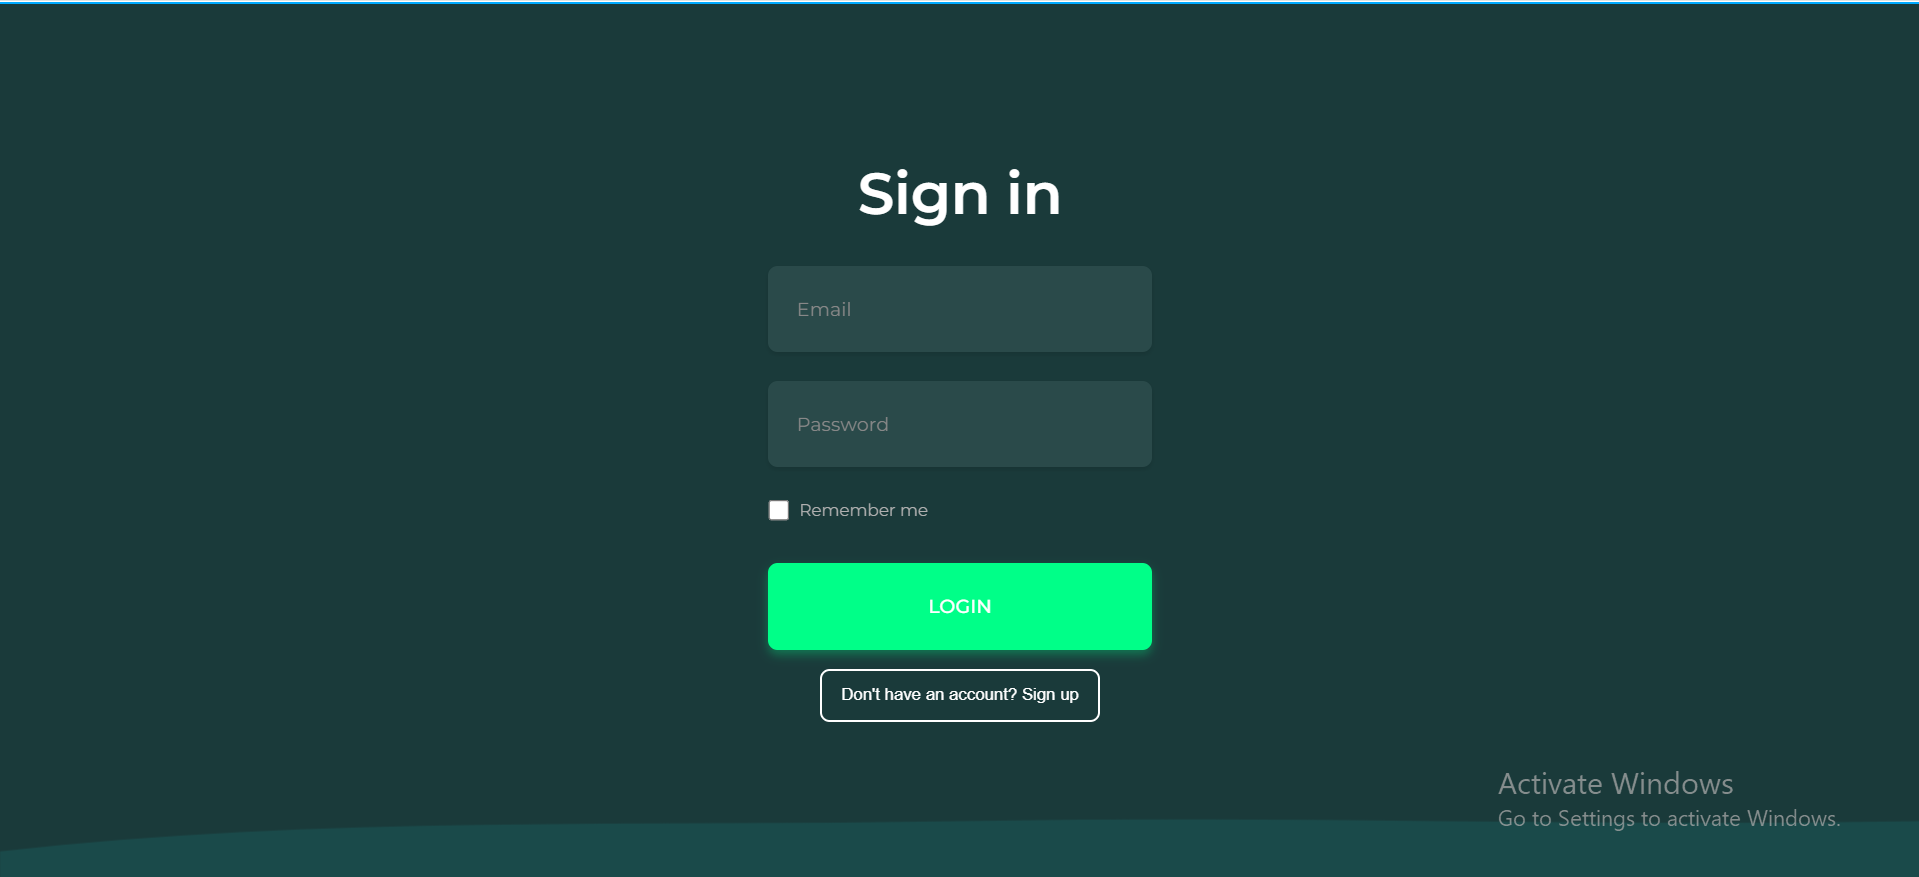 Sign in
Email
Password
Remember me
LOGIN
Don't have an account? Sign up
Activate Windows
Go to Settings to activate Windows.